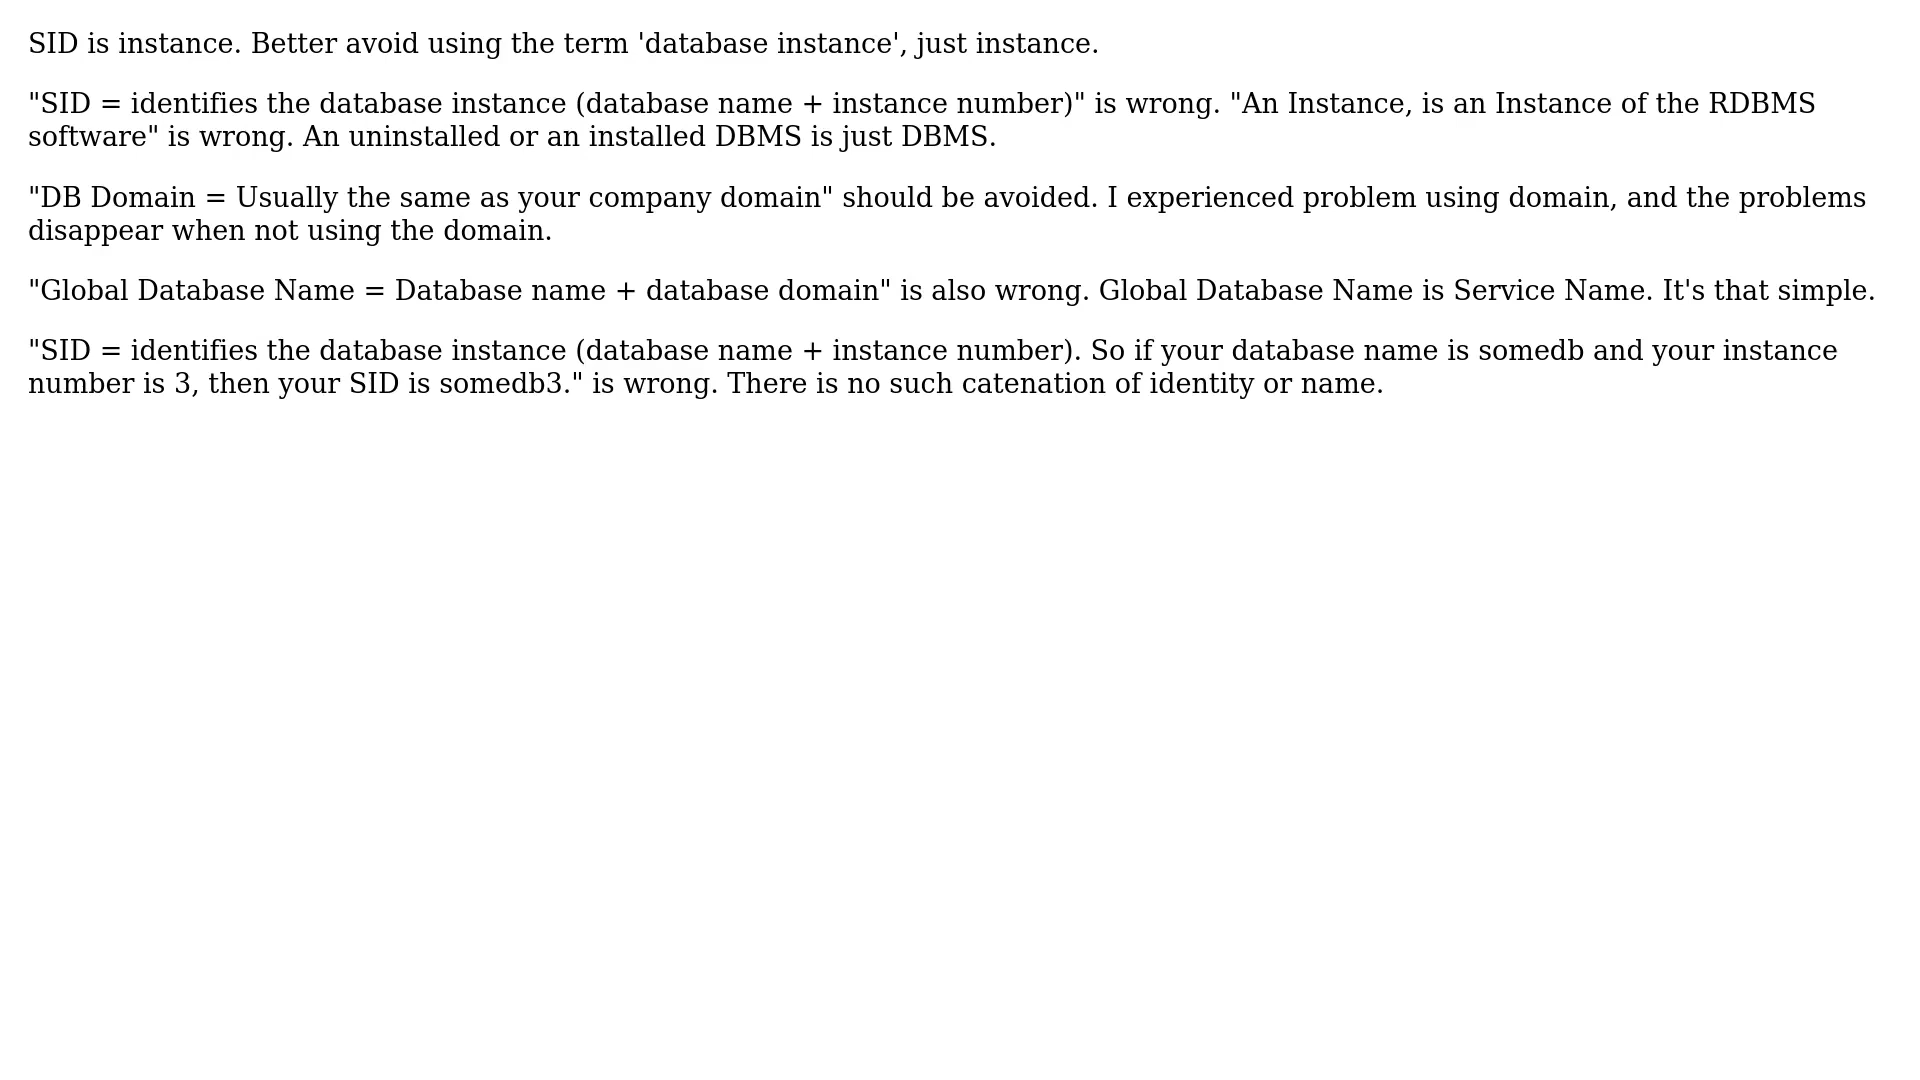 SID is instance. Better avoid using the term 'database instance', just instance.
"SID = identifies the database instance (database name + instance number)" is wrong. "An Instance, is an Instance of the RDBMS
software" is wrong. An uninstalled or an installed DBMS is just DBMS.
"DB Domain = Usually the same as your company domain" should be avoided. I experienced problem using domain, and the problems
disappear when not using the domain.
"Global Database Name = Database name + database domain" is also wrong. Global Database Name is Service Name. It's that simple.
"SID = identifies the database instance (database name + instance number). So if your database name is somedb and your instance
number is 3, then your SID is somedb3." is wrong. There is no such catenation of identity or name.